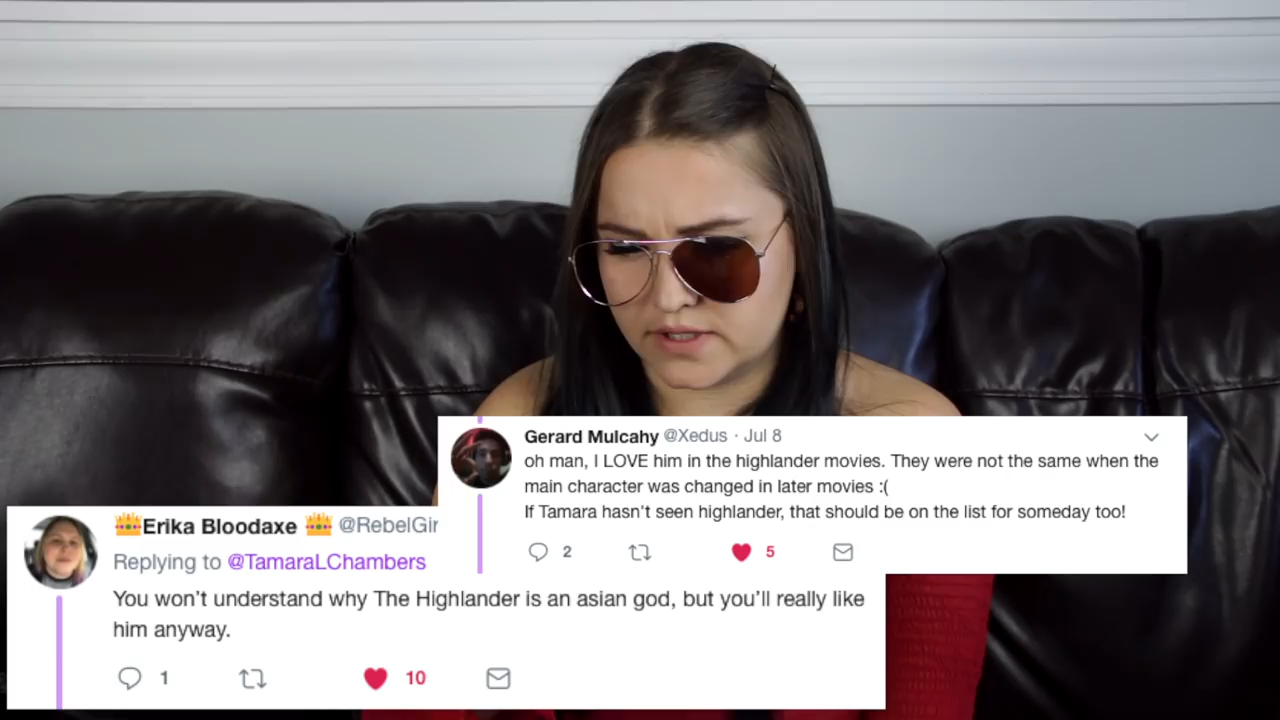 Gerard Mulcahy @Xedus · Jul 8
oh man, I LOVE him in the highlander movies. They were not the same when the
main character was changed in later movies :(
If Tamara hasn't seen highlander, that should be on the list for someday too!
2 5
👑Erika Bloodaxe 👑 @RebelGir
Replying to @TamaraLChambers
You won't understand why The Highlander is an asian god, but you'll really like
him anyway.
1 10